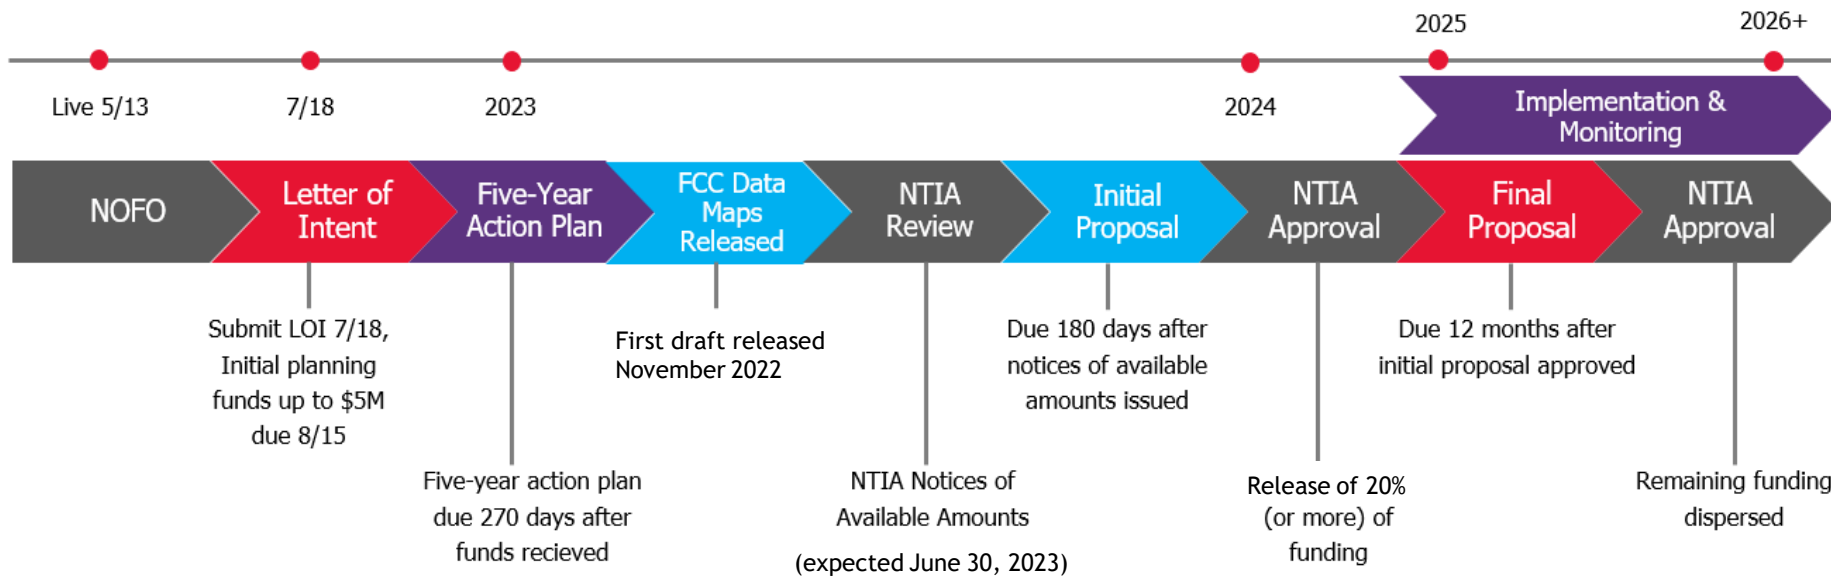 2025
2026+
Live 5/13
7/18
2023
2024
Implementation &
Monitoring
NOFO
Letter of
Intent
Five-Year
Action Plan
FCC Data
Maps
Released
NTIA
Review
Initial
Proposal
NTIA
Approval
Final
Proposal
NTIA
Approval
Submit LOI 7/18,
Initial planning
funds up to $5M
due 8/15
Five-year action plan
due 270 days after
funds recieved
First draft released
November 2022
NTIA Notices of
Available Amounts
(expected June 30, 2023)
Due 180 days after
notices of available
amounts issued
Release of 20%
(or more) of
funding
Due 12 months after
initial proposal approved
Remaining funding
dispersed